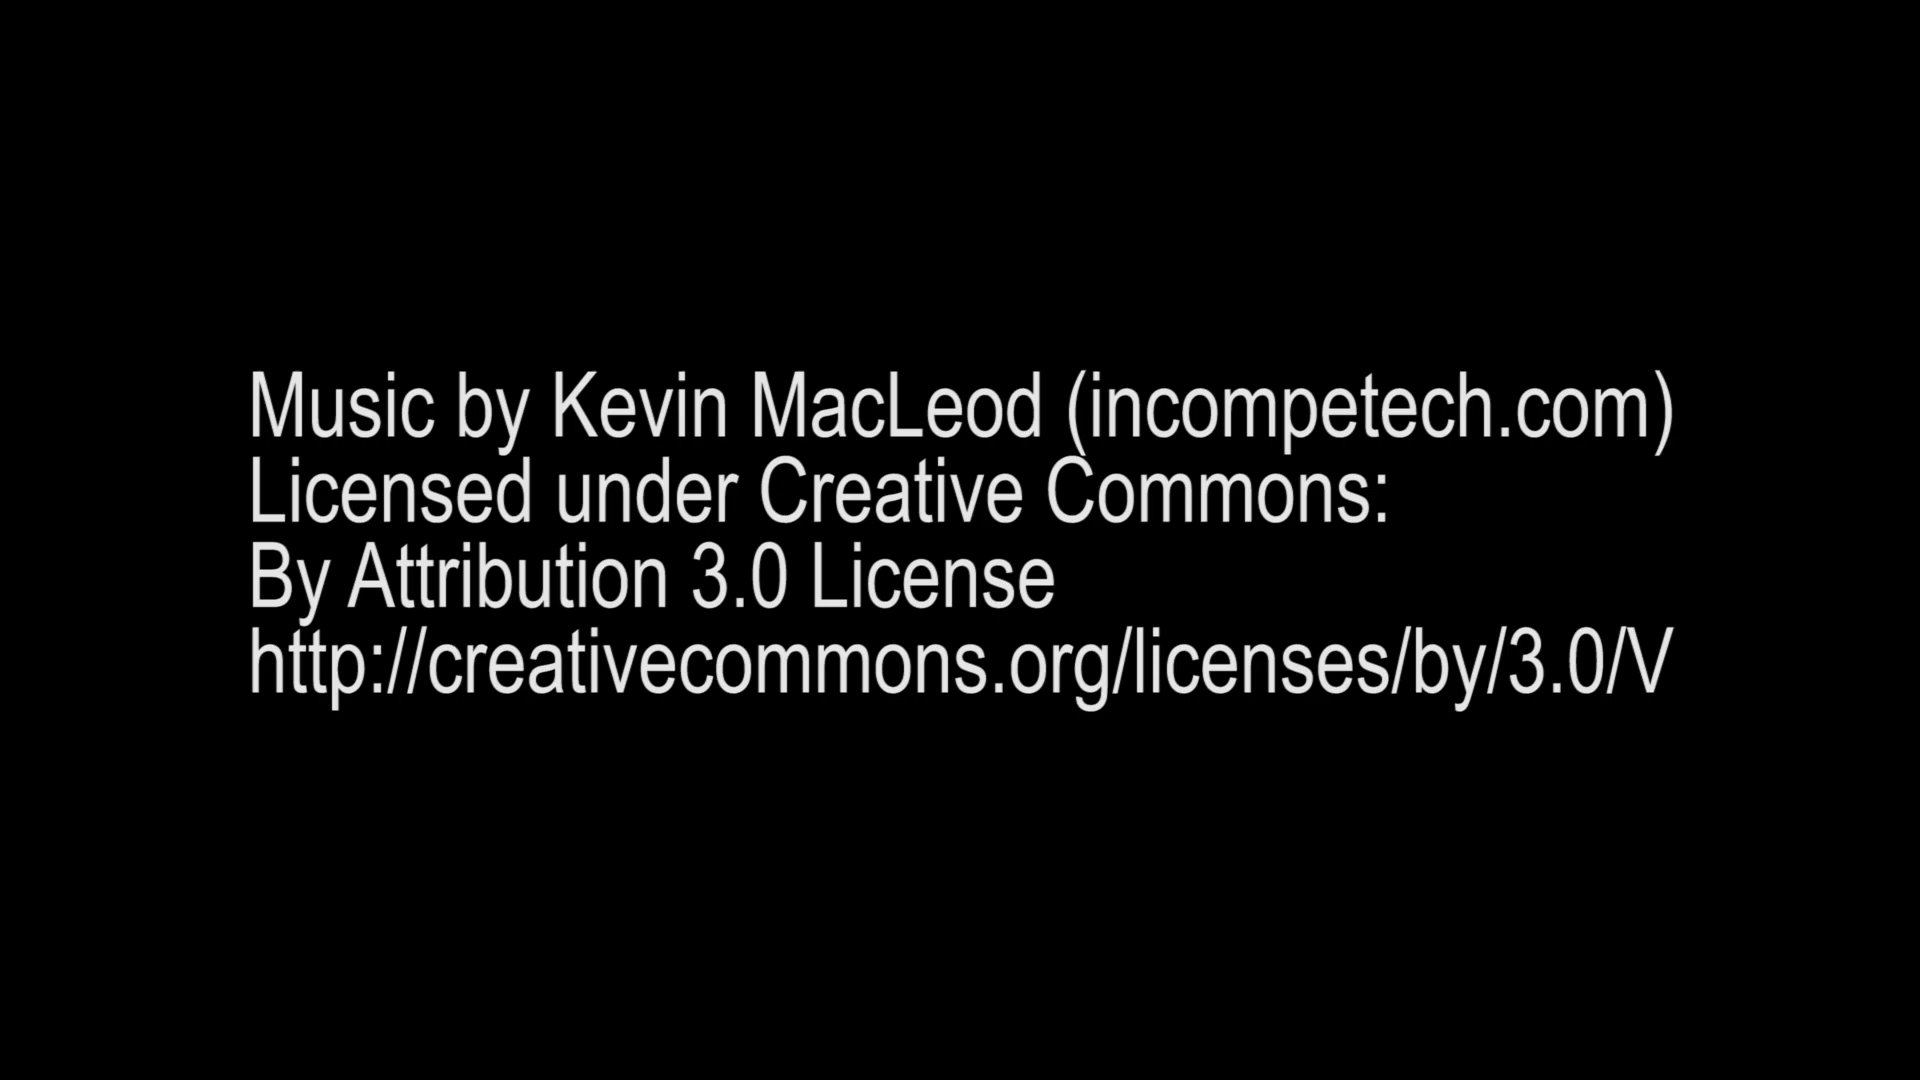 Music by Kevin MacLeod (incompetech.com)
Licensed under Creative Commons:
By Attribution 3.0 License
http://creativecommons.org/licenses/by/3.0/V